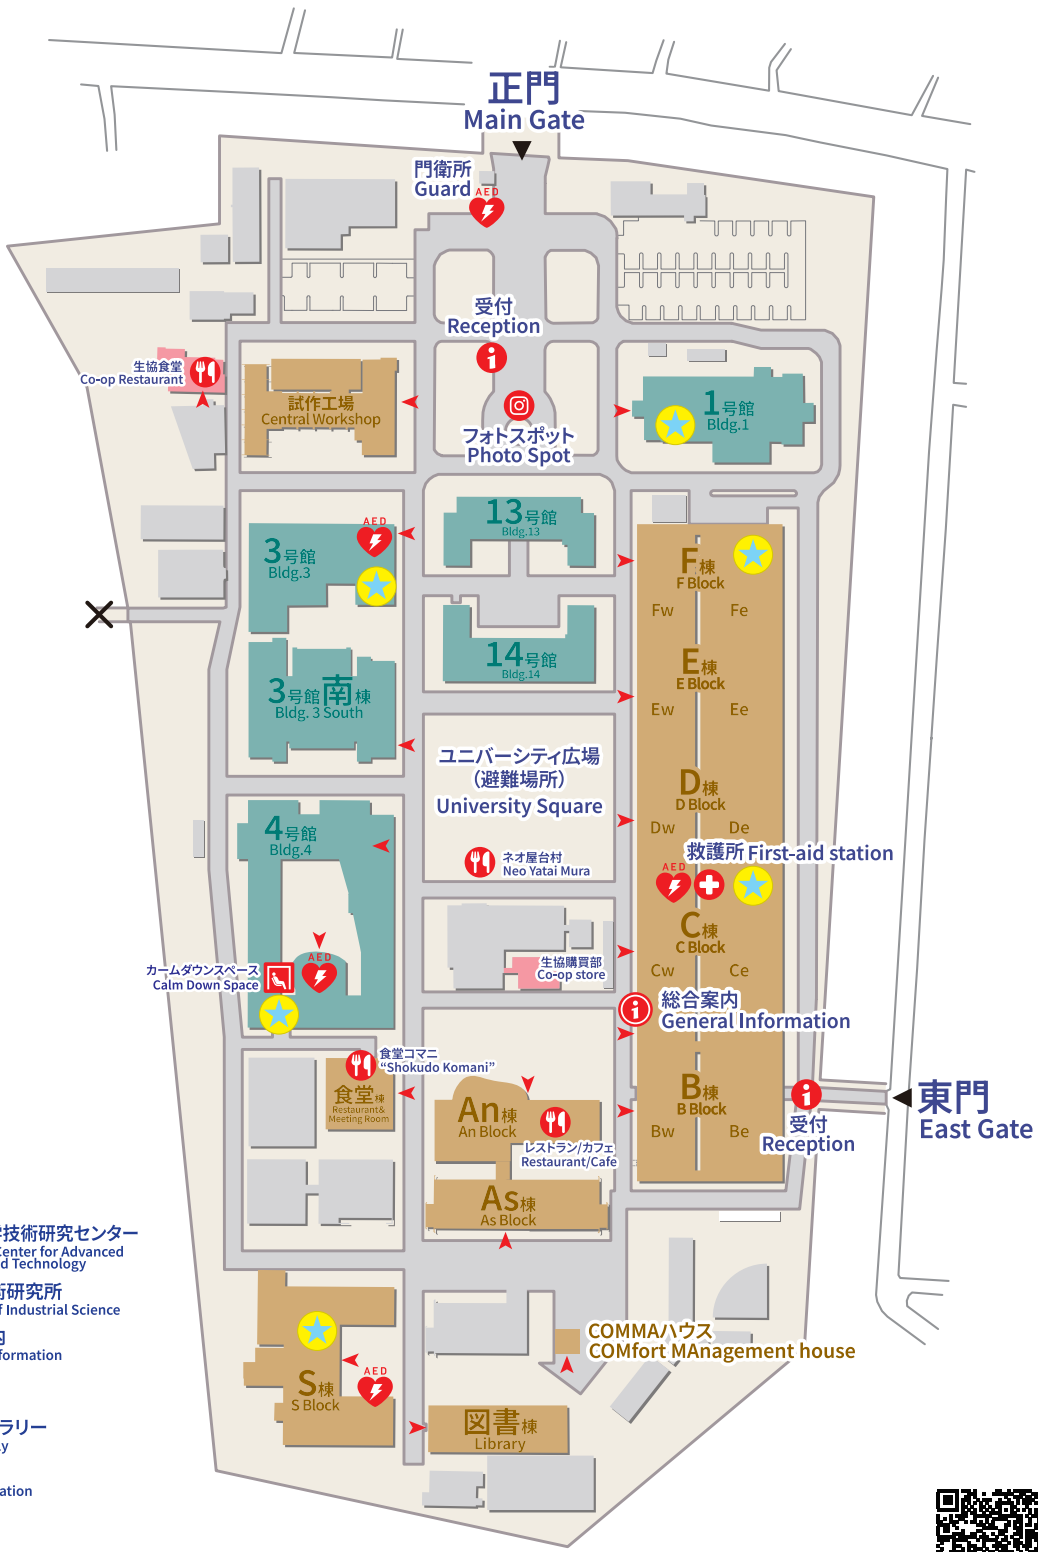 正門
Main Gate
門衛所
Guard
AED
受付
Reception
生協食堂
Co-op Restaurant
試作工場
Central Workshop
フォトスポット
Photo Spot
1号館
Bldg.1
AED
3号館
Bldg.3
13号館
Bldg.13
F棟
F Block
Fw
Fe
14号館
Bldg.14
E棟
E Block
3号館南棟
Bldg. 3 South
Ew
Ee
ユニバーシティ広場
（避難場所）
University Square
D棟
D Block
Dw
De
4号館
Bldg.4
ネオ屋台村
Neo Yatai Mura
救護所 First-aid station
AED
C棟
C Block
Cw
Ce
AED
カームダウンスペース
Calm Down Space
生協購買部
Co-op store
総合案内
General Information
食堂コマニ
“Shokudo Komani”
食堂棟
Restaurant&
Meeting Room
An棟
An Block
レストラン/カフェ
Restaurant/Café
B棟
B Block
Bw
Be
受付
Reception
東門
East Gate
As棟
As Block
技術研究センター
Center for Advanced
d Technology
術研究所
f Industrial Science
内
formation
ラリー
y
ation
S棟
S Block
AED
COMMAハウス
COMfort MAnagement house
図書棟
Library